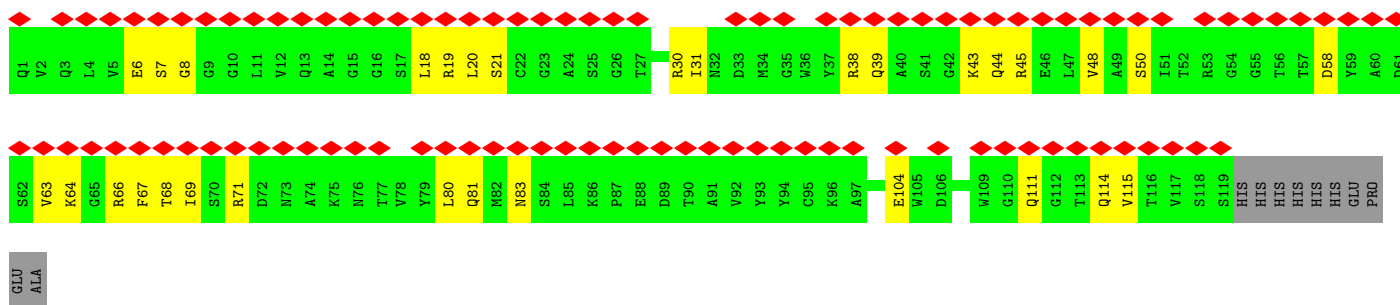 Q1 V2 Q3 L4 V5 E6 S7 G8 G9 G10 L11 V12 Q13 A14 G15 G16 S17 L18 R19 L20 S21 C22 G23 A24 S25 G26 T27 R30 I31 N32 D33 M34 G35 W36 Y37 R38 Q39 A40 S41 G42 K43 Q44 R45 E46 L47 V48 A49 S50 I51 T52 R53 G54 G55 T56 T57 D58 Y59 A60 D61
S62 V63 K64 G65 R66 F67 T68 I69 S70 R71 D72 N73 A74 K75 N76 T77 V78 Y79 L80 Q81 M82 N83 S84 L85 K86 P87 E88 D89 T90 A91 V92 Y93 Y94 C95 K96 A97 E104 W105 D106 W109 G110 Q111 G112 T113 Q114 V115 T116 V117 S118 S119 HIS HIS HIS HIS HIS HIS GLU PRO
GLU ALA